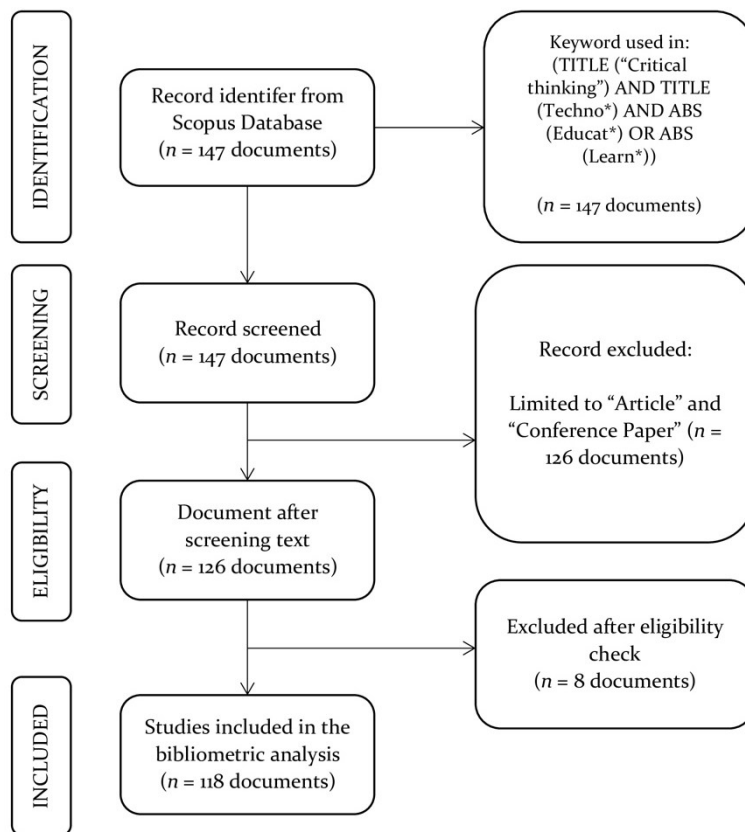 IDENTIFICATION
Record identifer from
Scopus Database
(n = 147 documents)
Keyword used in:
(TITLE (“Critical
thinking”) AND TITLE
(Techno*) AND ABS
(Educat*) OR ABS
(Learn*))
(n = 147 documents)
SCREENING
Record screened
(n = 147 documents)
Record excluded:
Limited to “Article” and
“Conference Paper” (n =
126 documents)
ELIGIBILITY
Document after
screening text
(n = 126 documents)
Excluded after eligibility
check
(n = 8 documents)
INCLUDED
Studies included in the
bibliometric analysis
(n = 118 documents)